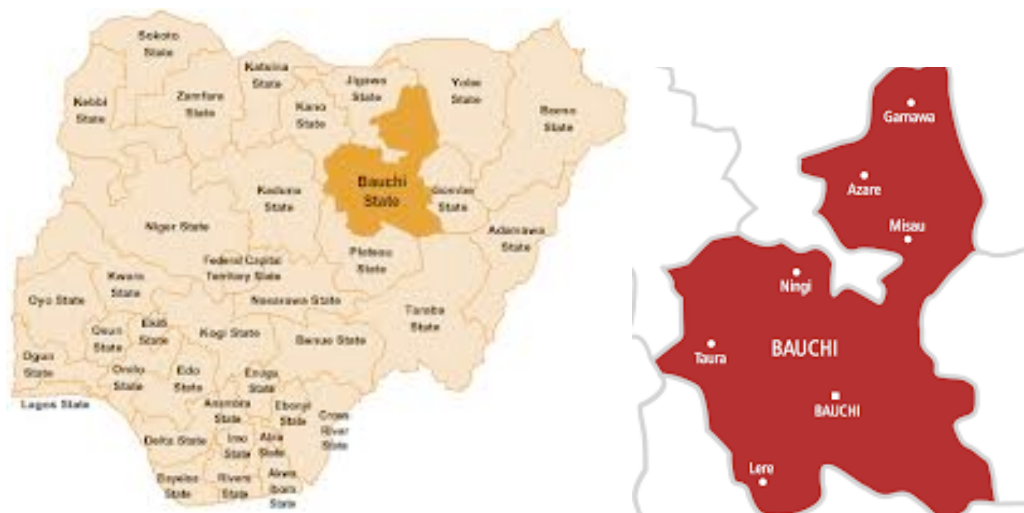 Sokoto
State
Katsina
State
Jigawa
State
Yobe
State
Kebbi
State
Zamfara
State
Kano
State
Borno
State
Bauchi
State
Kaduna
State
Gombe
State
Niger State
Adamawa
State
Plateau
State
Federal Capital
Territory State
Kwara
State
Oyo State
Nasarawa State
Taraba
State
Osun
State
Ekiti
State
Kogi State
Benue State
Ogun
State
Ondo
State
Edo
State
Enugu
State
Lagos State
Anambra
State
Ebonyi
State
Cross
River
State
Delta State
Imo
State
Abia
State
Bayelsa
State
Rivers
State
Akwa
Ibom
State
Gamawa
Azare
Misau
Ningi
Taura
BAUCHI
BAUCHI
Lere